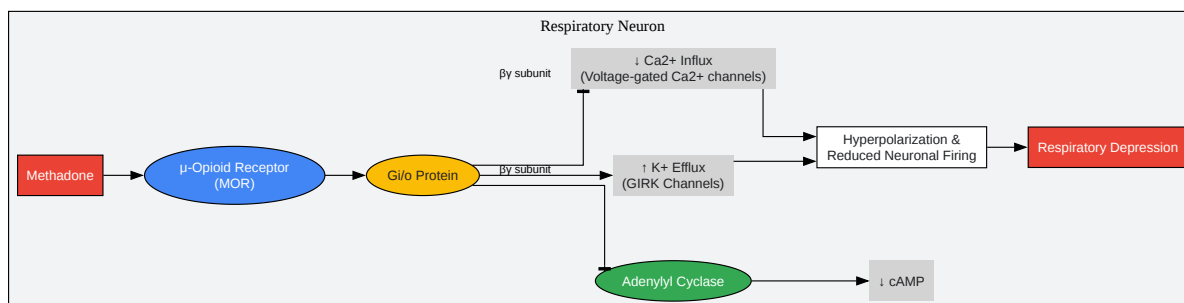 Respiratory Neuron
βγ subunit
↓ Ca2+ Influx
(Voltage-gated Ca2+ channels)
Methadone
μ-Opioid Receptor
(MOR)
Gi/o Protein
βγ subunit
↑ K+ Efflux
(GIRK Channels)
Hyperpolarization &
Reduced Neuronal Firing
Respiratory Depression
Adenylyl Cyclase
↓ cAMP